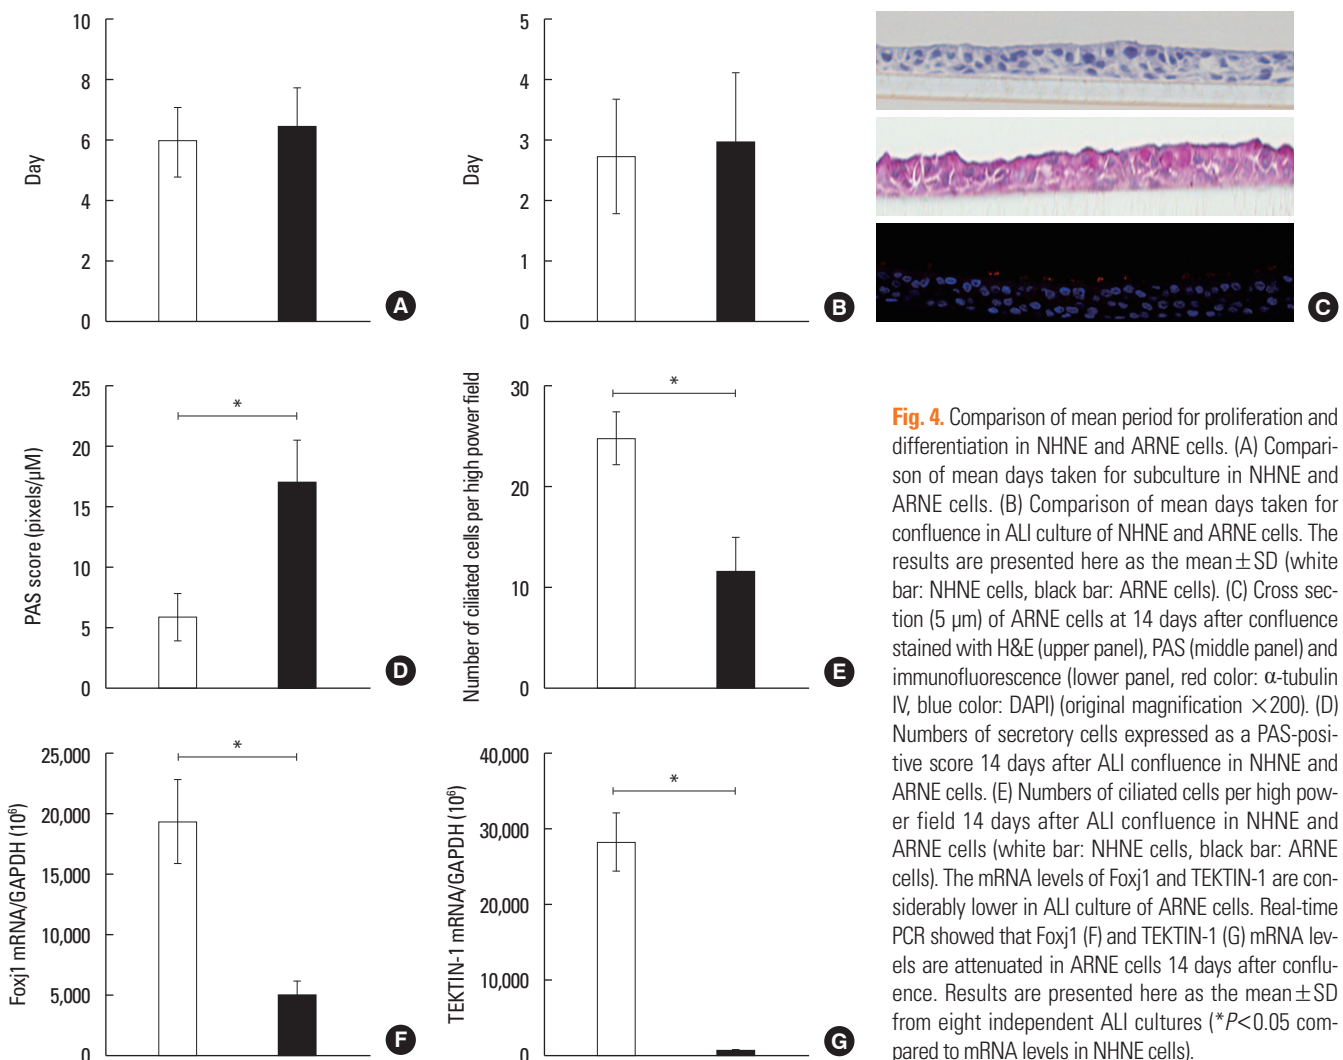 10
8
6
4
2
0
Day
A
5
4
3
2
1
0
Day
B
C
25
20
15
10
5
0
PAS score (pixels/µM)
*
D
30
20
10
0
Number of ciliated cells per high power field
*
E
25,000
20,000
15,000
10,000
5,000
0
Foxj1 mRNA/GAPDH (10⁶)
*
F
40,000
30,000
20,000
10,000
0
TEKTIN-1 mRNA/GAPDH (10⁶)
*
G
Fig. 4. Comparison of mean period for proliferation and
differentiation in NHNE and ARNE cells. (A) Compari-
son of mean days taken for subculture in NHNE and
ARNE cells. (B) Comparison of mean days taken for
confluence in ALI culture of NHNE and ARNE cells. The
results are presented here as the mean±SD (white
bar: NHNE cells, black bar: ARNE cells). (C) Cross sec-
tion (5 µm) of ARNE cells at 14 days after confluence
stained with H&E (upper panel), PAS (middle panel) and
immunofluorescence (lower panel, red color: α-tubulin
IV, blue color: DAPI) (original magnification ×200). (D)
Numbers of secretory cells expressed as a PAS-posi-
tive score 14 days after ALI confluence in NHNE and
ARNE cells. (E) Numbers of ciliated cells per high pow-
er field 14 days after ALI confluence in NHNE and
ARNE cells (white bar: NHNE cells, black bar: ARNE
cells). The mRNA levels of Foxj1 and TEKTIN-1 are con-
siderably lower in ALI culture of ARNE cells. Real-time
PCR showed that Foxj1 (F) and TEKTIN-1 (G) mRNA lev-
els are attenuated in ARNE cells 14 days after conflu-
ence. Results are presented here as the mean±SD
from eight independent ALI cultures (*P<0.05 com-
pared to mRNA levels in NHNE cells).